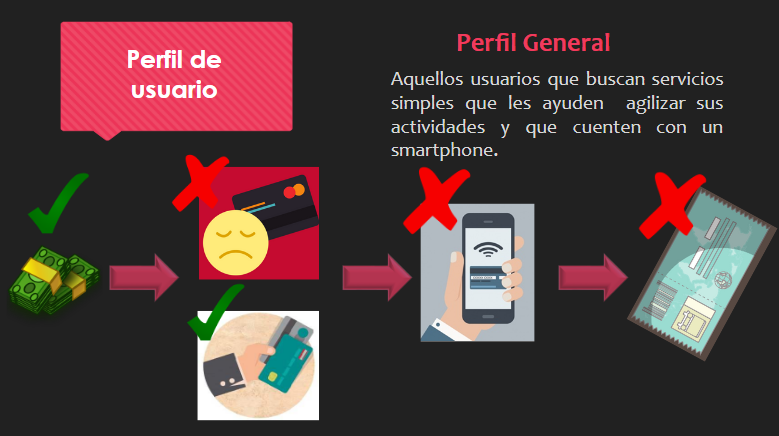 Perfil de
usuario
Perfil General
Aquellos usuarios que buscan servicios
simples que les ayuden agilizar sus
actividades y que cuenten con un
smartphone.